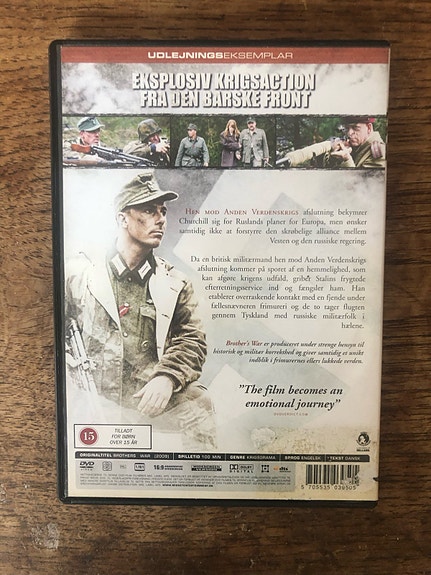 UDLEJNINGSEKSEMPLAR
EKSPLOSIV KRIGSACTION
FRA DEN BARSKE FRONT
HEN MOD ANDEN VERDENSKRIGS afslutning bekymrer
Churchill sig for Ruslands planer for Europa, men ønsker
samtidig ikke at forstyrre den skrøbelige alliance mellem
Vesten og den russiske regering.
Da en britisk militærmand hen mod Anden Verdenskrigs
afslutning kommer på sporet af en hemmelighed, som
kan afgøre krigens udfald, griber Stalins frygtede
efterretningsservice ind og fængsler ham. Han
etablerer overraskende kontakt med en fjende under
fællesnævneren frimureri og de to tager flugten
gennem Tyskland med russiske militærfolk i
hælene.
Brother's War er produceret under strenge hensyn til
historisk og militær korrekthed og giver samtidig et unikt
indblik i frimurernes ellers lukkede verden.
"The film becomes an
emotional journey"
15
TILLADT
FOR BØRN
OVER 15 ÅR
ORIGINALTITEL BROTHERS WAR (2009) SPILLETID 100 MIN GENRE KRIGSDRAMA SPROG ENGELSK TEKST DANSK
DVD
16:9
dts
5 705535 039505